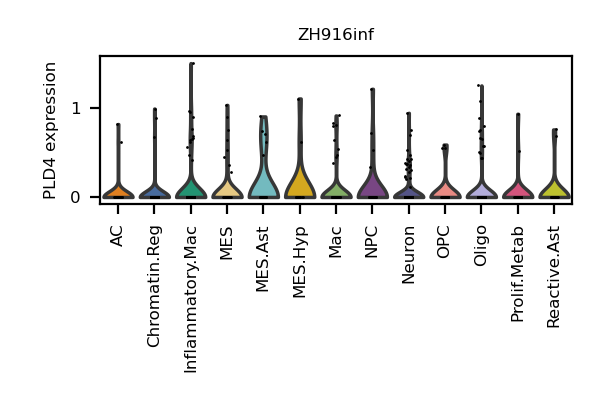 ZH916inf
PLD4 expression
1
0
AC
Chromatin.Reg
Inflammatory.Mac
MES
MES.Ast
MES.Hyp
Mac
NPC
Neuron
OPC
Oligo
Prolif.Metab
Reactive.Ast